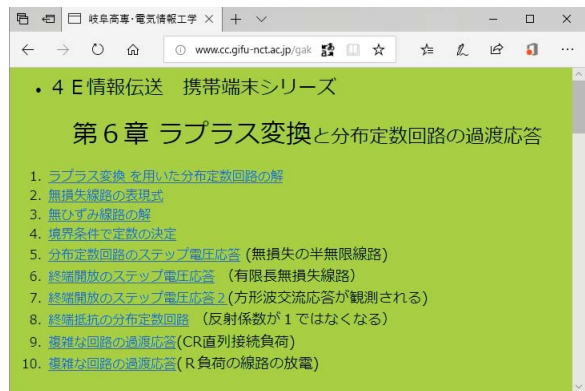 岐阜高専・電気情報工学
www.cc.gifu-nct.ac.jp/gak
• 4E情報伝送　携帯端末シリーズ
第6章 ラプラス変換と分布定数回路の過渡応答
1. ラプラス変換 を用いた分布定数回路の解
2. 無損失線路の表現式
3. 無ひずみ線路の解
4. 境界条件で定数の決定
5. 分布定数回路のステップ電圧応答 (無損失の半無限線路)
6. 終端開放のステップ電圧応答 （有限長無損失線路）
7. 終端開放のステップ電圧応答２(方形波交流応答が観測される)
8. 終端抵抗の分布定数回路 （反射係数が１ではなくなる）
9. 複雑な回路の過渡応答(CR直列接続負荷)
10. 複雑な回路の過渡応答(Ｒ負荷の線路の放電)